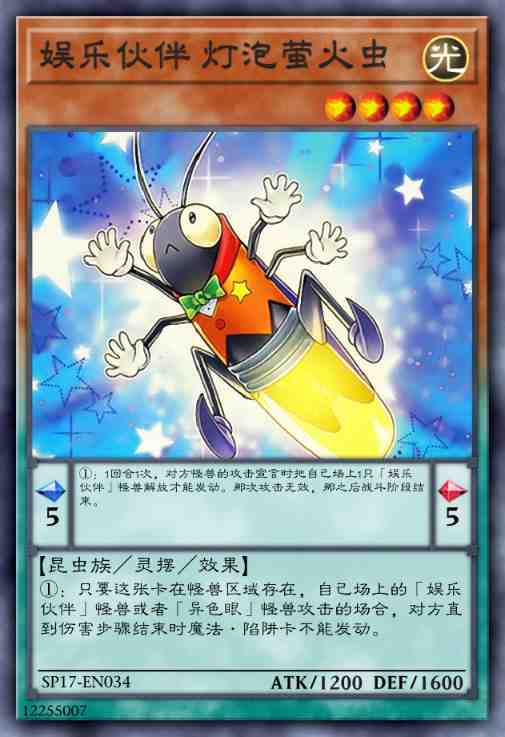 娱乐伙伴 灯泡萤火虫
光
①：1回合1次，对方怪兽的攻击宣言时把自己场上1只「娱乐
伙伴」怪兽解放才能发动。那次攻击无效，那之后战斗阶段结
束。
5
5
【昆虫族／灵摆／效果】
①：只要这张卡在怪兽区域存在，自己场上的「娱乐
伙伴」怪兽或者「异色眼」怪兽攻击的场合，对方直
到伤害步骤结束时魔法·陷阱卡不能发动。
SP17-EN034
ATK/1200 DEF/1600
12255007